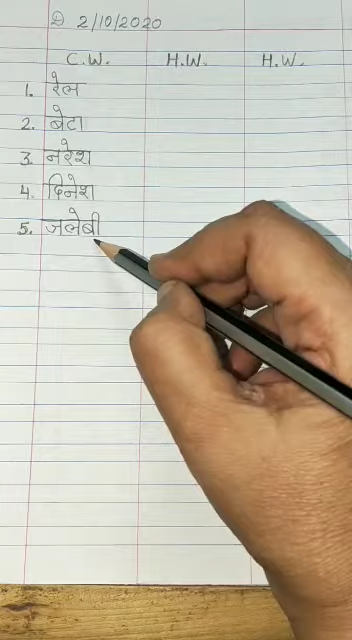 D 2/10/2020
C.W. H.W. H.W.
1. रेल
2. बेटा
3. नरेश
4. दिनेश
5. जलेबी